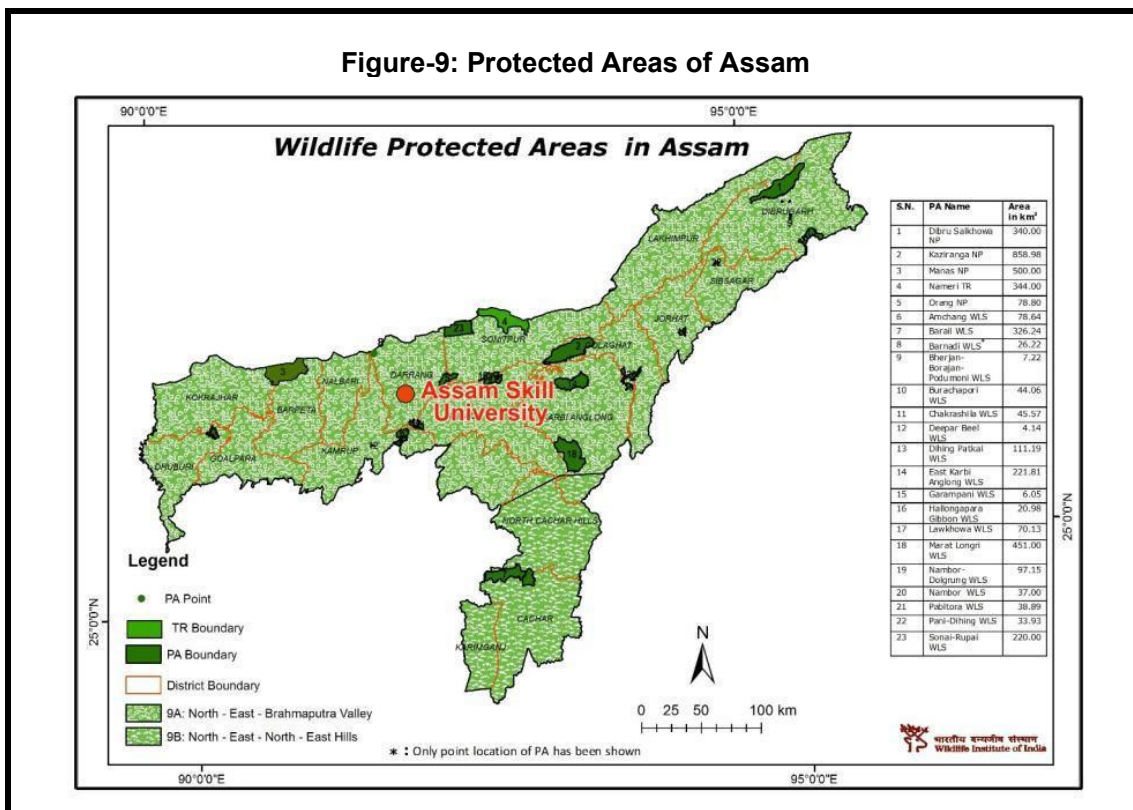 Figure-9: Protected Areas of Assam
90°0'0"E
95°0'0"E
Wildlife Protected Areas in Assam
S.N. PA Name Area in km²
1 Dibru Saikhowa NP 340.00
2 Kaziranga NP 858.98
3 Manas NP 500.00
4 Nameri TR 344.00
5 Orang NP 78.80
6 Amchang WLS 78.64
7 Barail WLS 326.24
8 Barnadi WLS* 26.22
9 Bherjan-Borajan-Podumoni WLS 7.22
10 Burachapori WLS 44.06
11 Chakrashila WLS 45.57
12 Deepar Beel WLS 4.14
13 Dihing Patkai WLS 111.19
14 East Karbi Anglong WLS 221.81
15 Garampani WLS 6.05
16 Hallongapara Gibbon WLS 20.98
17 Lawkhowa WLS 70.13
18 Marat Longri WLS 451.00
19 Nambor-Doigrung WLS 97.15
20 Nambor WLS 37.00
21 Pabitora WLS 38.89
22 Pani-Dihing WLS 33.93
23 Sonai-Rupai WLS 220.00
1
DIBRUGARH
LAKHIMPUR
SIBSAGAR
JORHAT
23
4
SONITPUR
2
GOLAGHAT
3
DARRANG
NALBARI
KOKRAJHAR
BARPETA
Assam Skill
University
KARBI ANGLONG
DHUBURI
GOALPARA
KAMRUP
18
NORTH CACHAR HILLS
CACHAR
KARIMGANJ
25°0'0"N
25°0'0"N
Legend
PA Point
TR Boundary
PA Boundary
District Boundary
9A: North - East - Brahmaputra Valley
9B: North - East - North - East Hills
* : Only point location of PA has been shown
N
0 25 50 100 km
भारतीय वन्यजीव संस्थान
Wildlife Institute of India
90°0'0"E
95°0'0"E